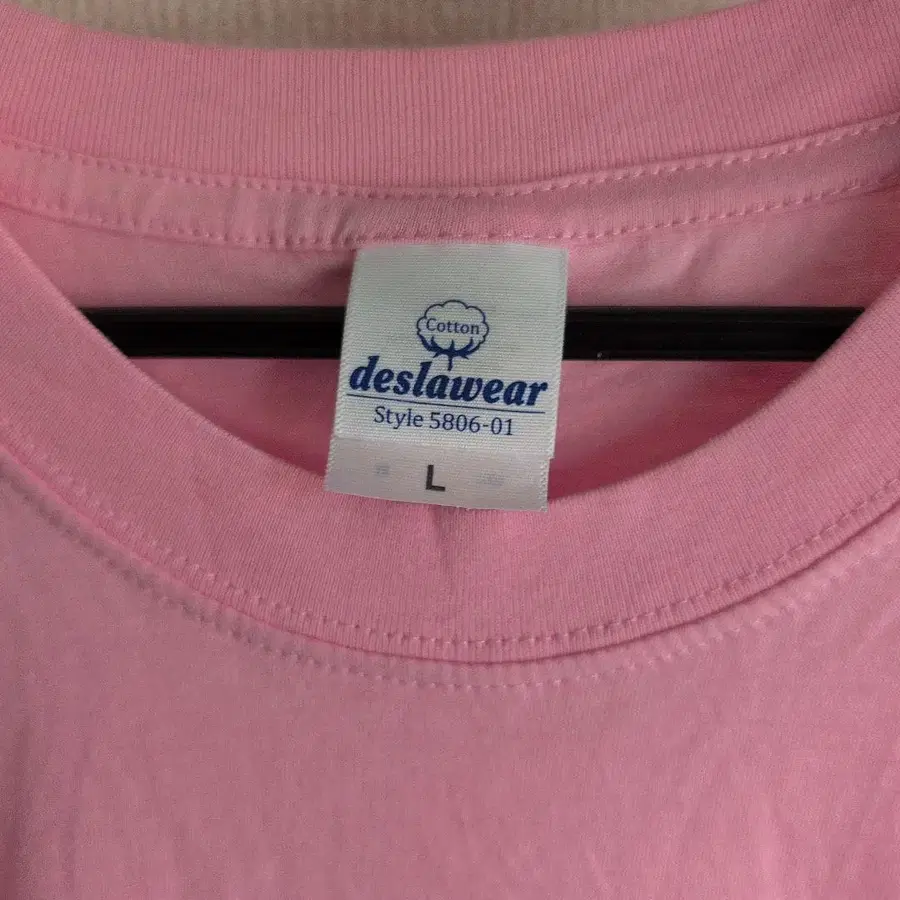 Cotton
deslawear
Style 5806-01
L